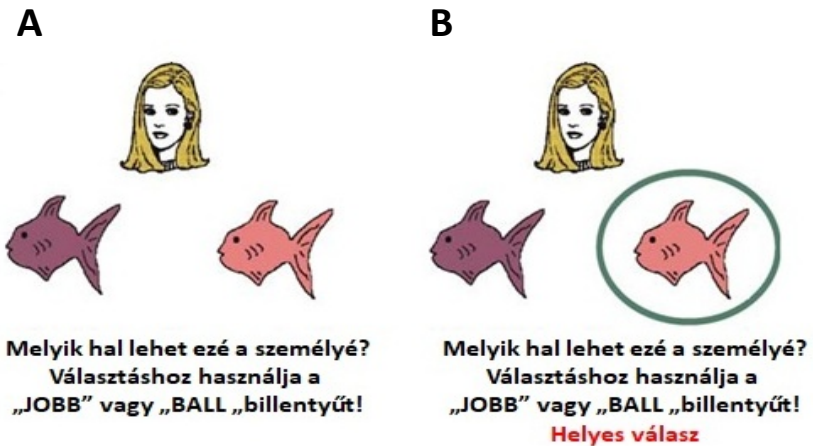 A
Melyik hal lehet ezé a személyé?
Választáshoz használja a
„JOBB” vagy „BALL „billentyűt!
B
Melyik hal lehet ezé a személyé?
Választáshoz használja a
„JOBB” vagy „BALL „billentyűt!
Helyes válasz